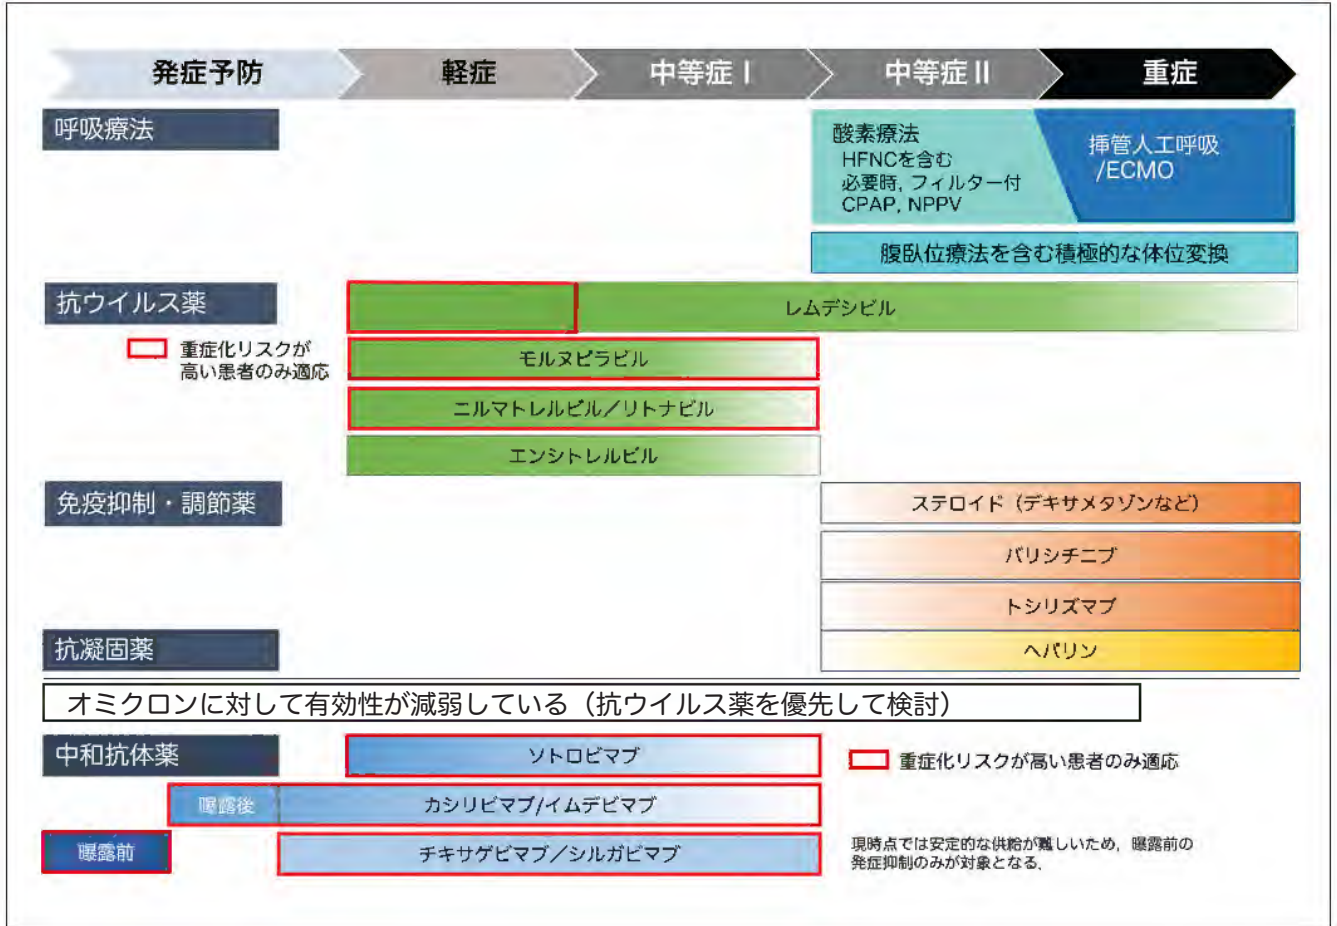 発症予防
軽症
中等症 I
中等症 II
重症
呼吸療法
酸素療法
HFNCを含む
必要時, フィルター付
CPAP, NPPV
挿管人工呼吸
/ECMO
腹臥位療法を含む積極的な体位変換
抗ウイルス薬
重症化リスクが
高い患者のみ適応
レムデシビル
モルヌピラビル
ニルマトレルビル／リトナビル
エンシトレルビル
免疫抑制・調節薬
ステロイド（デキサメタゾンなど）
バリシチニブ
トシリズマブ
抗凝固薬
ヘパリン
オミクロンに対して有効性が減弱している（抗ウイルス薬を優先して検討）
中和抗体薬
ソトロビマブ
重症化リスクが高い患者のみ適応
曝露後
カシリビマブ/イムデビマブ
曝露前
チキサゲビマブ／シルガビマブ
現時点では安定的な供給が難しいため，曝露前の
発症抑制のみが対象となる．